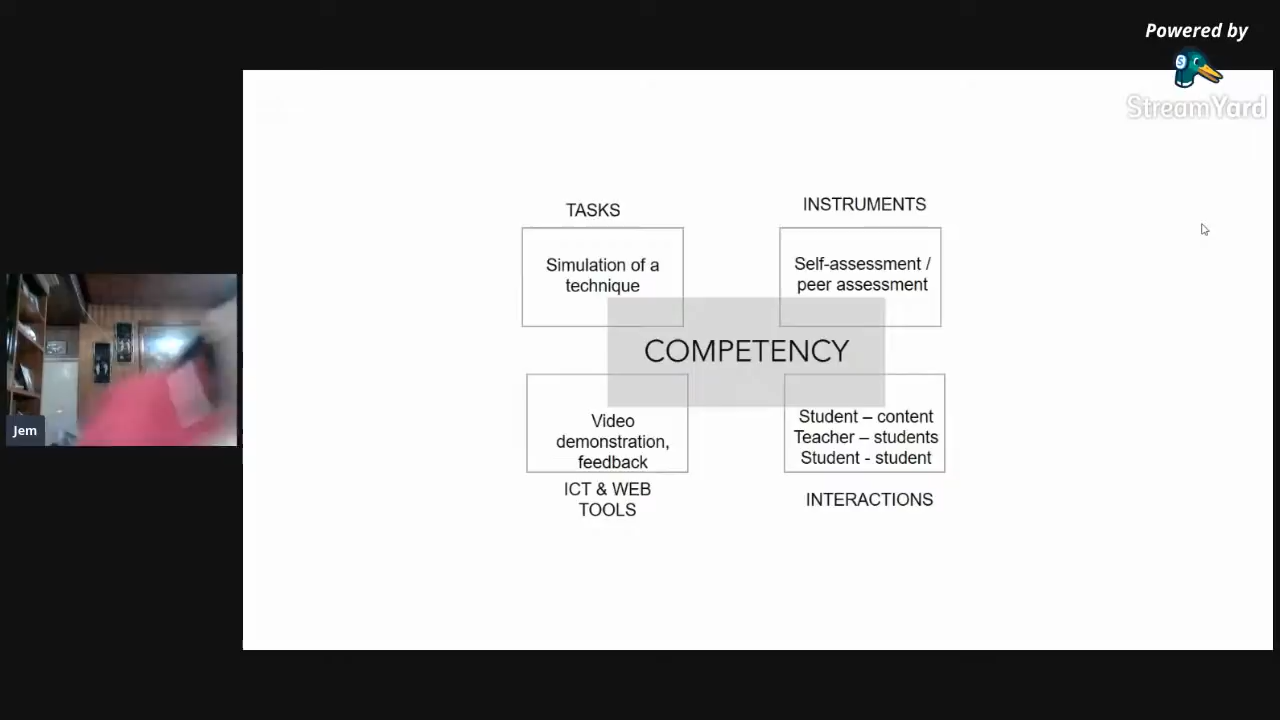 Powered by
StreamYard
TASKS
Simulation of a
technique
INSTRUMENTS
Self-assessment /
peer assessment
COMPETENCY
Video
demonstration,
feedback
ICT & WEB
TOOLS
Student – content
Teacher – students
Student - student
INTERACTIONS
Jem